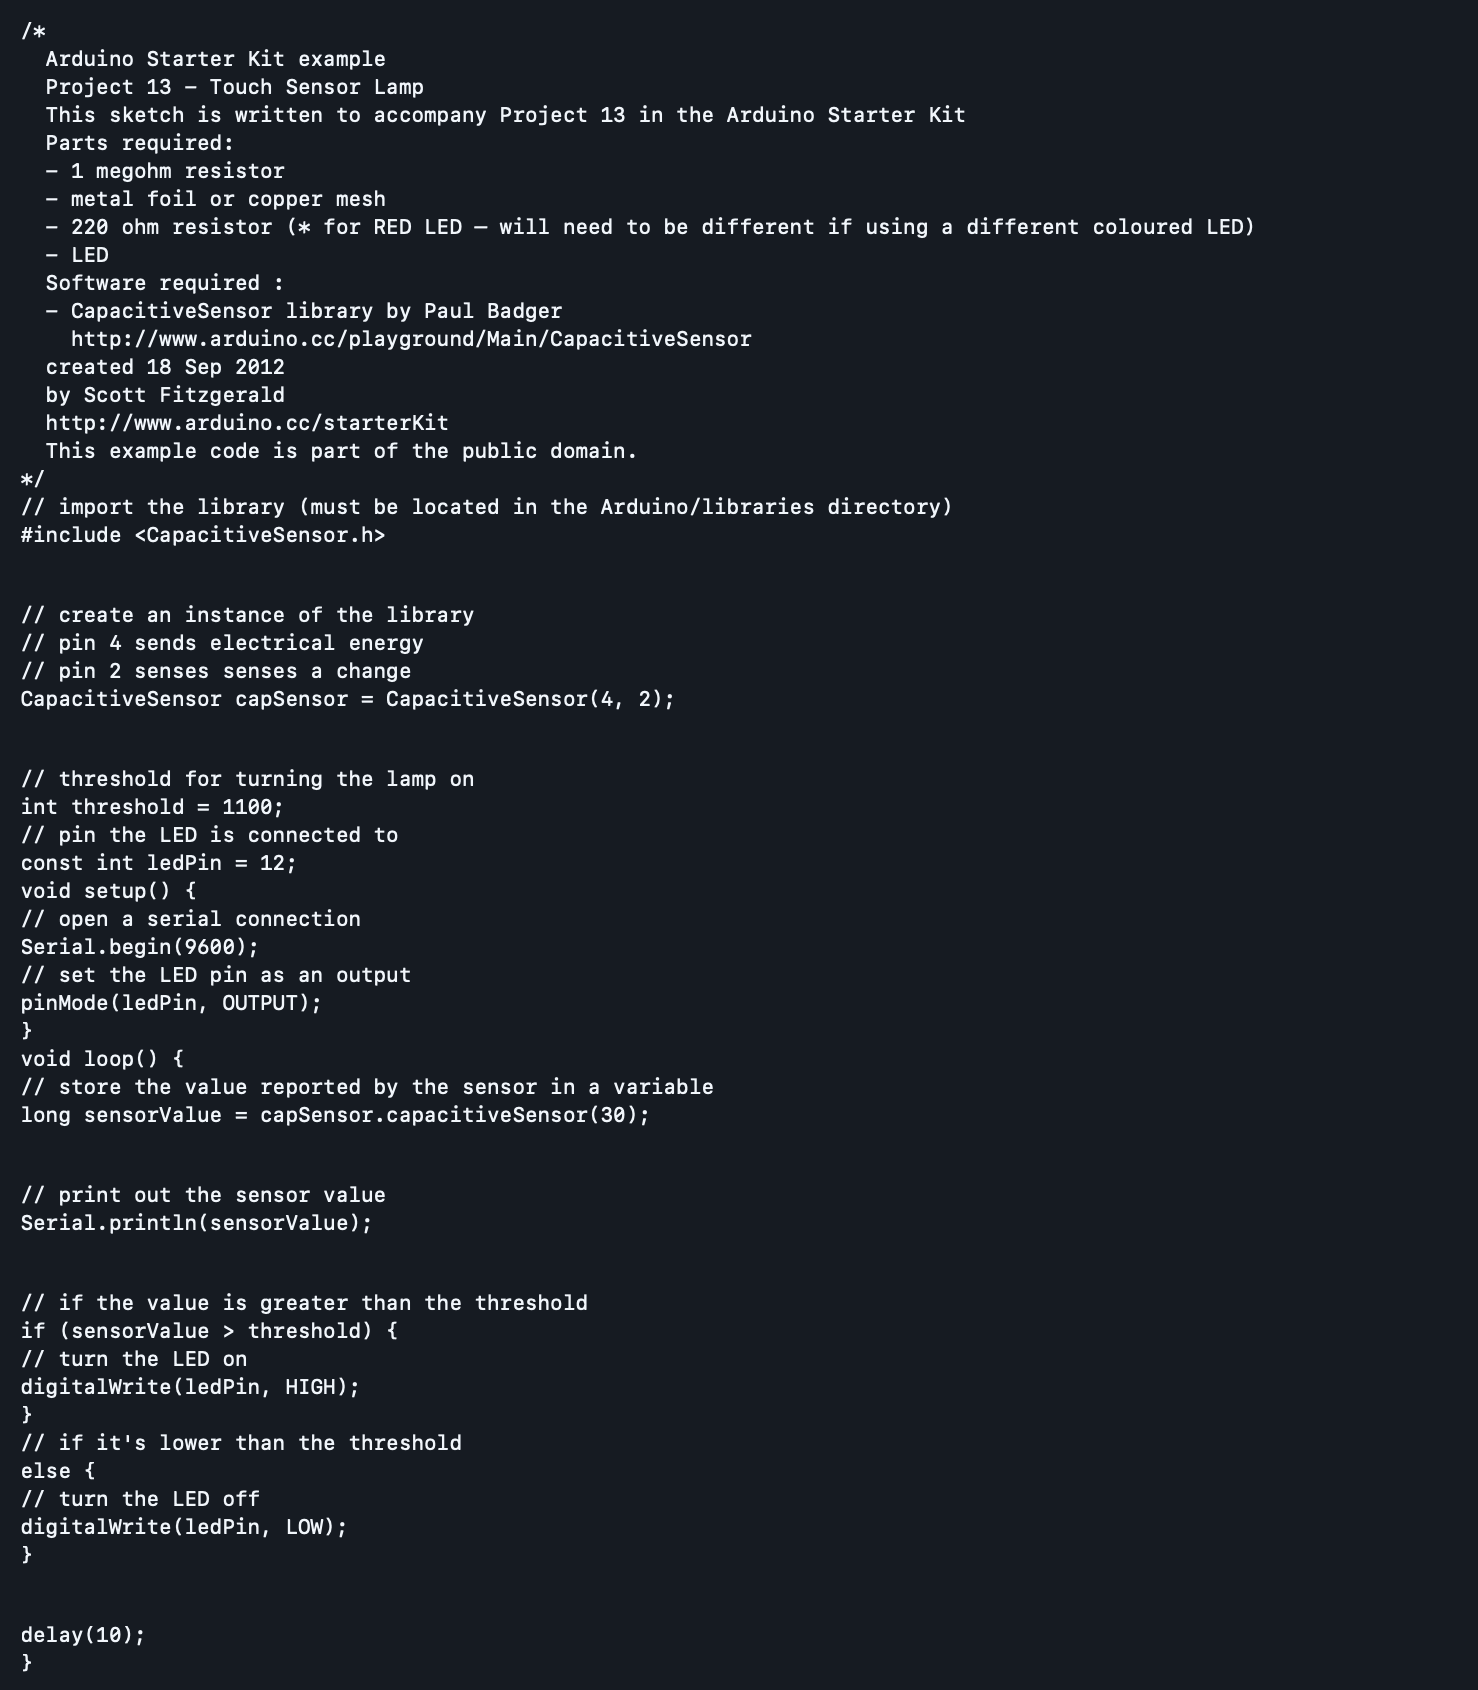 /*
Arduino Starter Kit example
Project 13 – Touch Sensor Lamp
This sketch is written to accompany Project 13 in the Arduino Starter Kit
Parts required:
– 1 megohm resistor
– metal foil or copper mesh
– 220 ohm resistor (* for RED LED — will need to be different if using a different coloured LED)
– LED
Software required :
– CapacitiveSensor library by Paul Badger
http://www.arduino.cc/playground/Main/CapacitiveSensor
created 18 Sep 2012
by Scott Fitzgerald
http://www.arduino.cc/starterKit
This example code is part of the public domain.
*/
// import the library (must be located in the Arduino/libraries directory)
#include <CapacitiveSensor.h>
// create an instance of the library
// pin 4 sends electrical energy
// pin 2 senses senses a change
CapacitiveSensor capSensor = CapacitiveSensor(4, 2);
// threshold for turning the lamp on
int threshold = 1100;
// pin the LED is connected to
const int ledPin = 12;
void setup() {
// open a serial connection
Serial.begin(9600);
// set the LED pin as an output
pinMode(ledPin, OUTPUT);
}
void loop() {
// store the value reported by the sensor in a variable
long sensorValue = capSensor.capacitiveSensor(30);
// print out the sensor value
Serial.println(sensorValue);
// if the value is greater than the threshold
if (sensorValue > threshold) {
// turn the LED on
digitalWrite(ledPin, HIGH);
}
// if it's lower than the threshold
else {
// turn the LED off
digitalWrite(ledPin, LOW);
}
delay(10);
}